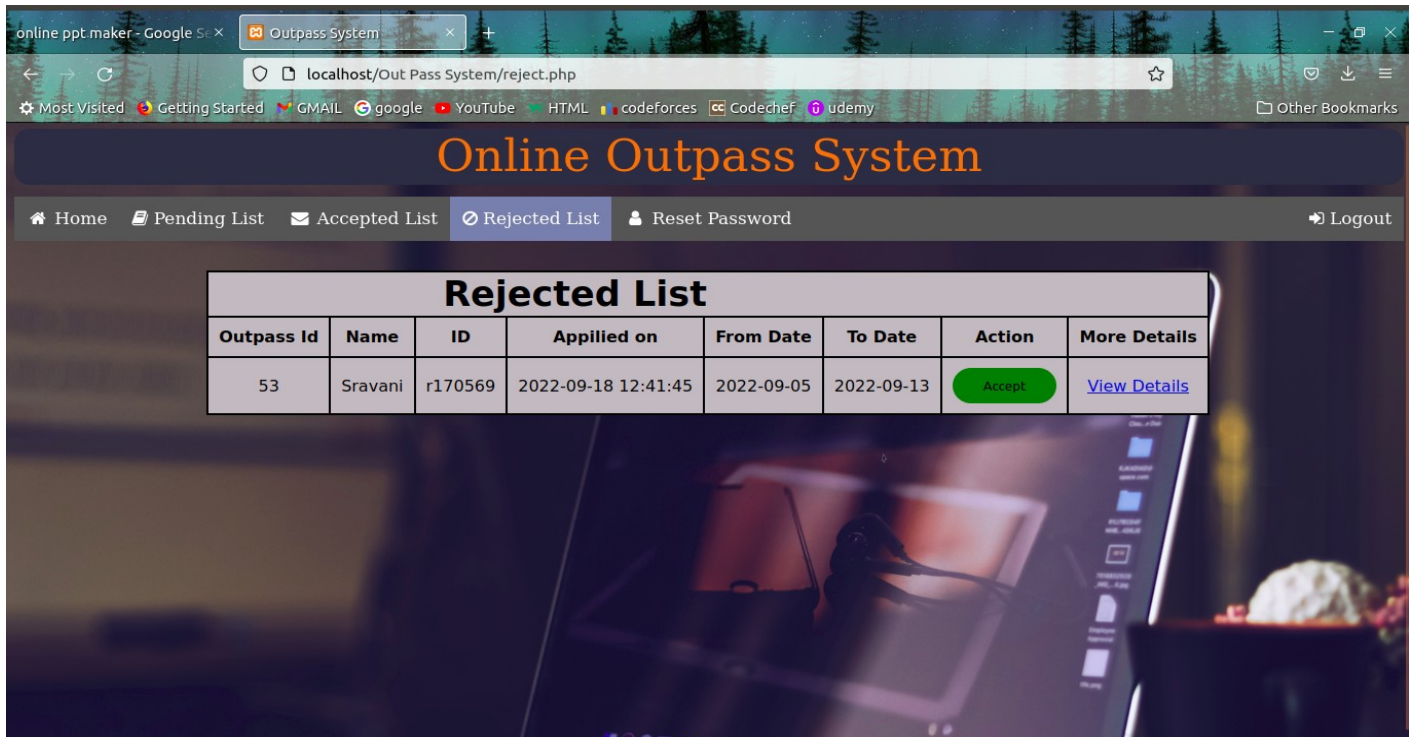 online ppt maker - Google Se
Outpass System
localhost/Out Pass System/reject.php
Most Visited Getting Started GMAIL google YouTube HTML codeforces Codechef udemy Other Bookmarks
Online Outpass System
Home Pending List Accepted List Rejected List Reset Password Logout
Rejected List
Outpass Id Name ID Appilied on From Date To Date Action More Details
53 Sravani r170569 2022-09-18 12:41:45 2022-09-05 2022-09-13 Accept View Details